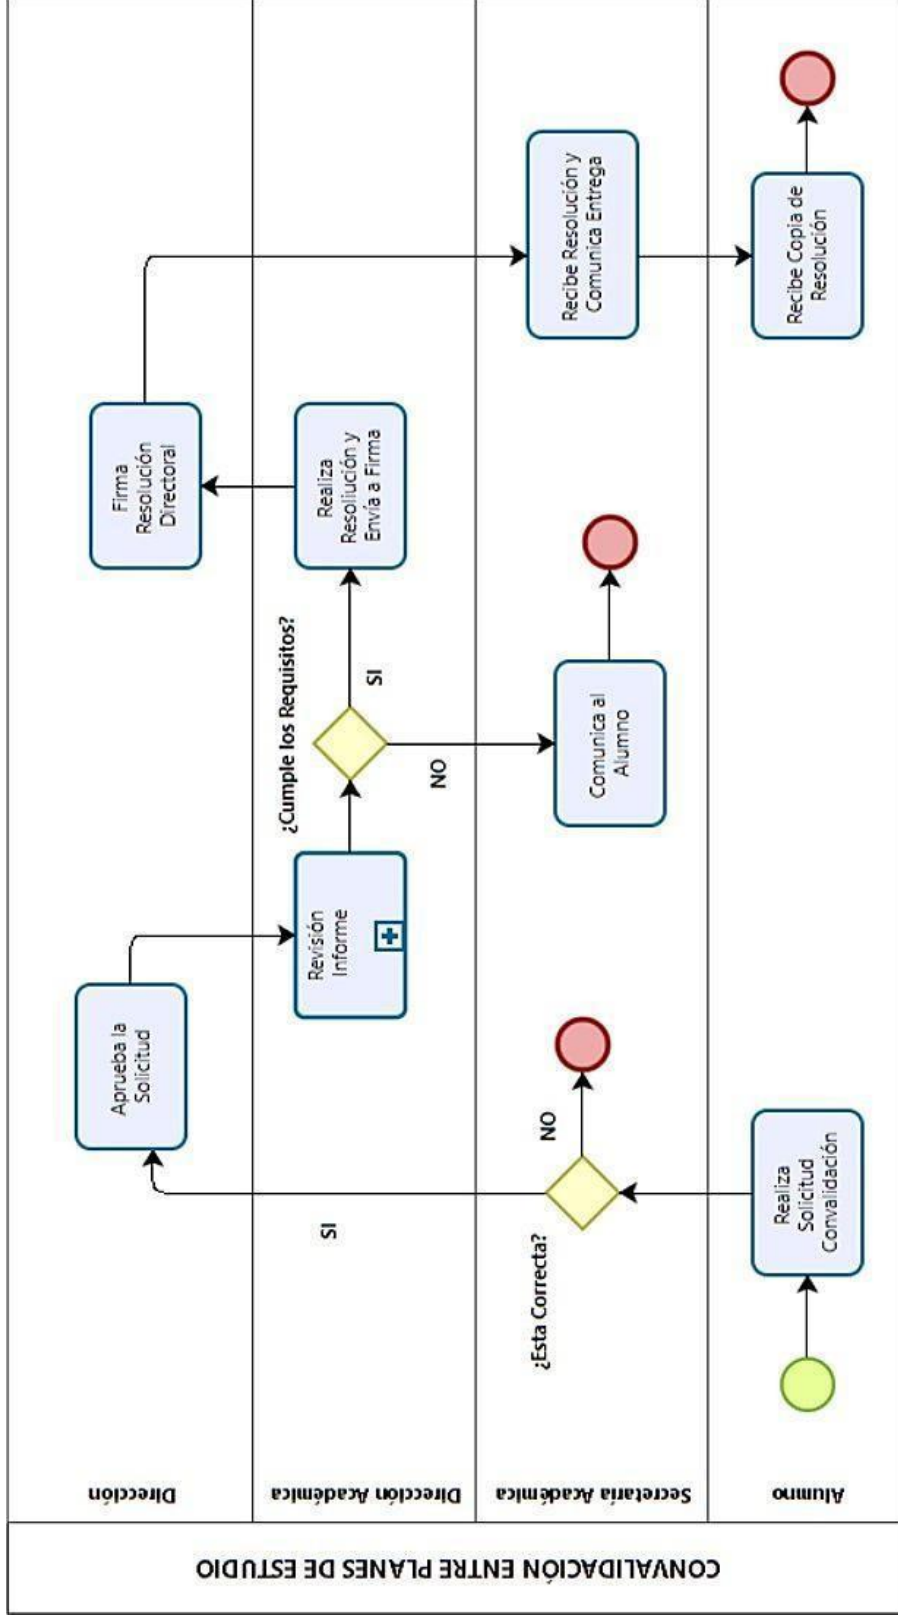 CONVALIDACIÓN ENTRE PLANES DE ESTUDIO
Dirección
Dirección Académica
Secretaría Académica
Alumno
Aprueba la
Solicitud
Firma
Resolución
Directoral
Revisión
Informe
¿Cumple los Requisitos?
SI
NO
Realiza
Resoliución y
Envía a Firma
SI
¿Esta Correcta?
NO
Comunica al
Alumno
Recibe Resolución y
Comunica Entrega
Realiza
Solicitud
Convalidación
Recibe Copia de
Resolución